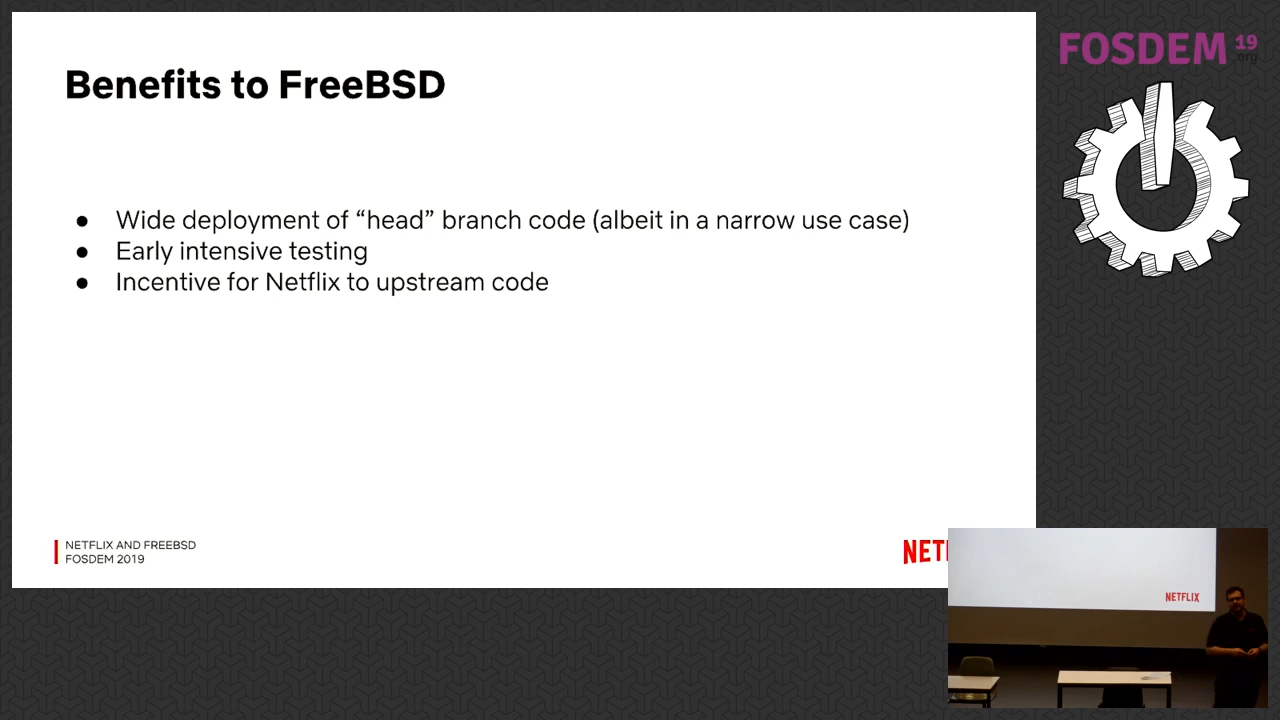 Benefits to FreeBSD
● Wide deployment of “head” branch code (albeit in a narrow use case)
● Early intensive testing
● Incentive for Netflix to upstream code
NETFLIX AND FREEBSD
FOSDEM 2019
NETF
FOSDEM 19
.org
NETFLIX